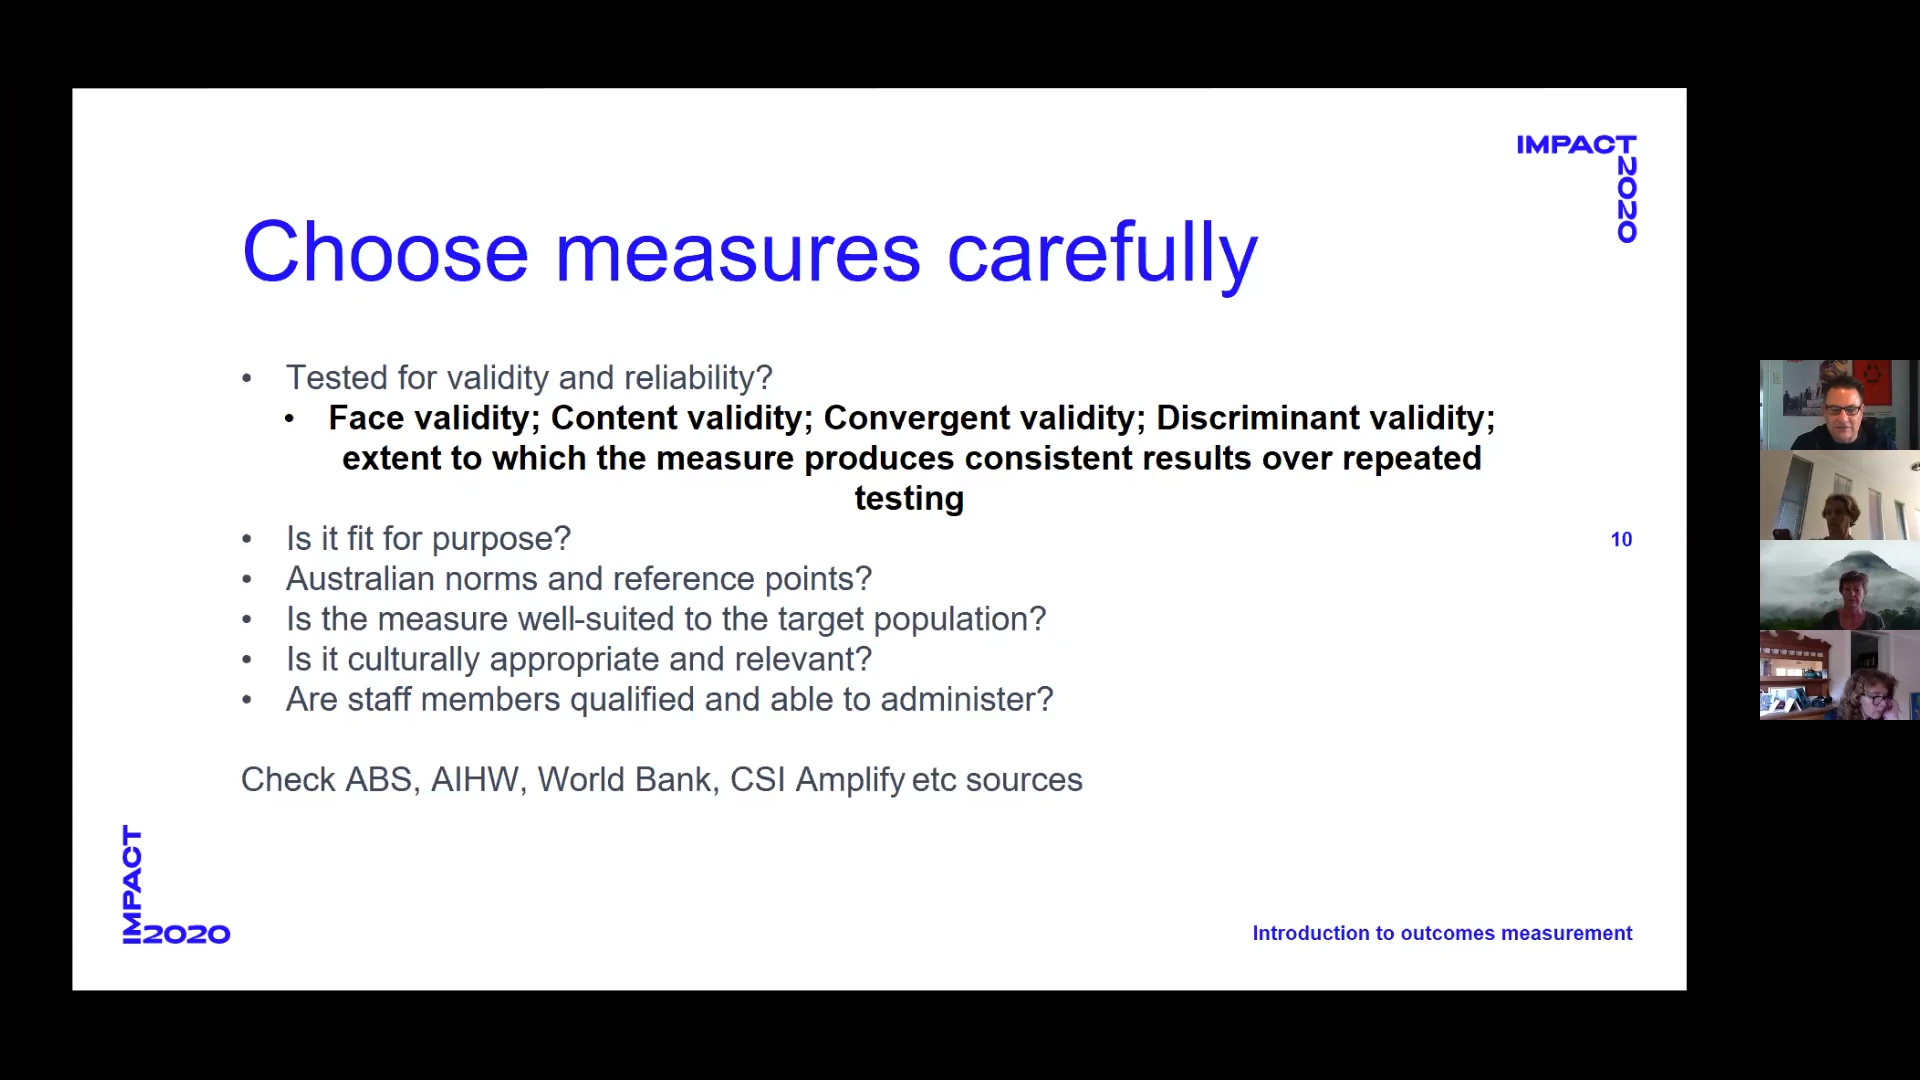 IMPACT
2020
Choose measures carefully
• Tested for validity and reliability?
• Face validity; Content validity; Convergent validity; Discriminant validity;
extent to which the measure produces consistent results over repeated
testing
• Is it fit for purpose?
10
• Australian norms and reference points?
• Is the measure well-suited to the target population?
• Is it culturally appropriate and relevant?
• Are staff members qualified and able to administer?
Check ABS, AIHW, World Bank, CSI Amplify etc sources
IMPACT
2020
Introduction to outcomes measurement